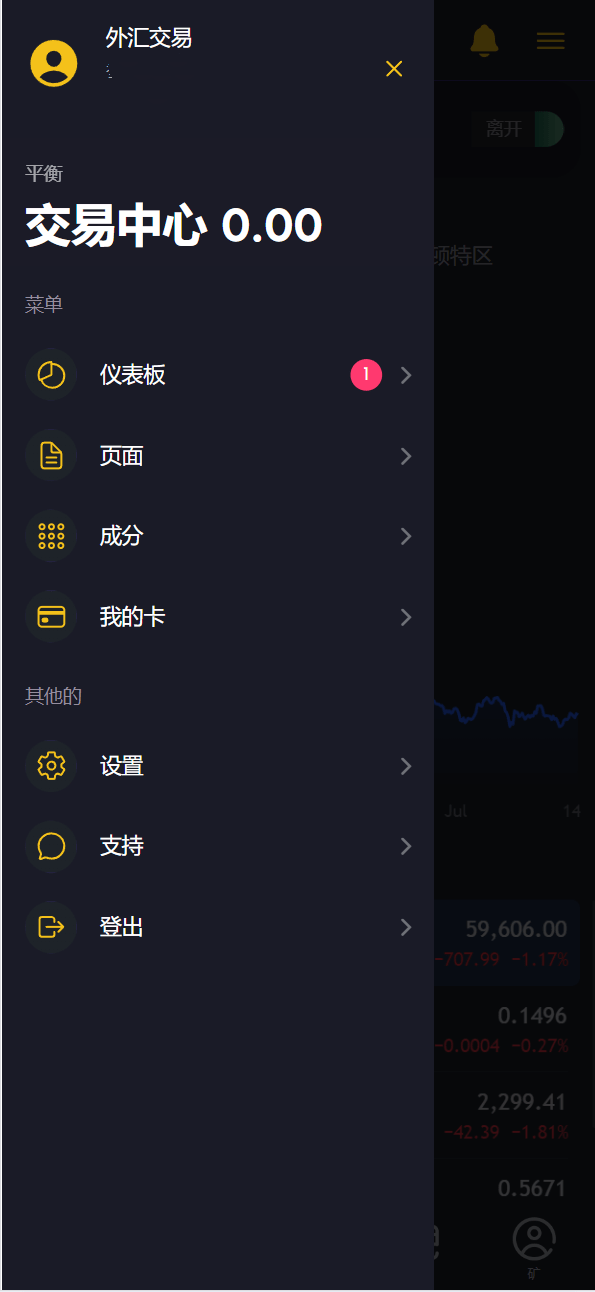 外汇交易
离开
平衡
交易中心 0.00
顿特区
菜单
仪表板 1
页面
成分
我的卡
其他的
设置
支持
登出
Jul 14
59,606.00
-707.99 -1.17%
0.1496
-0.0004 -0.27%
2,299.41
-42.39 -1.81%
0.5671
矿